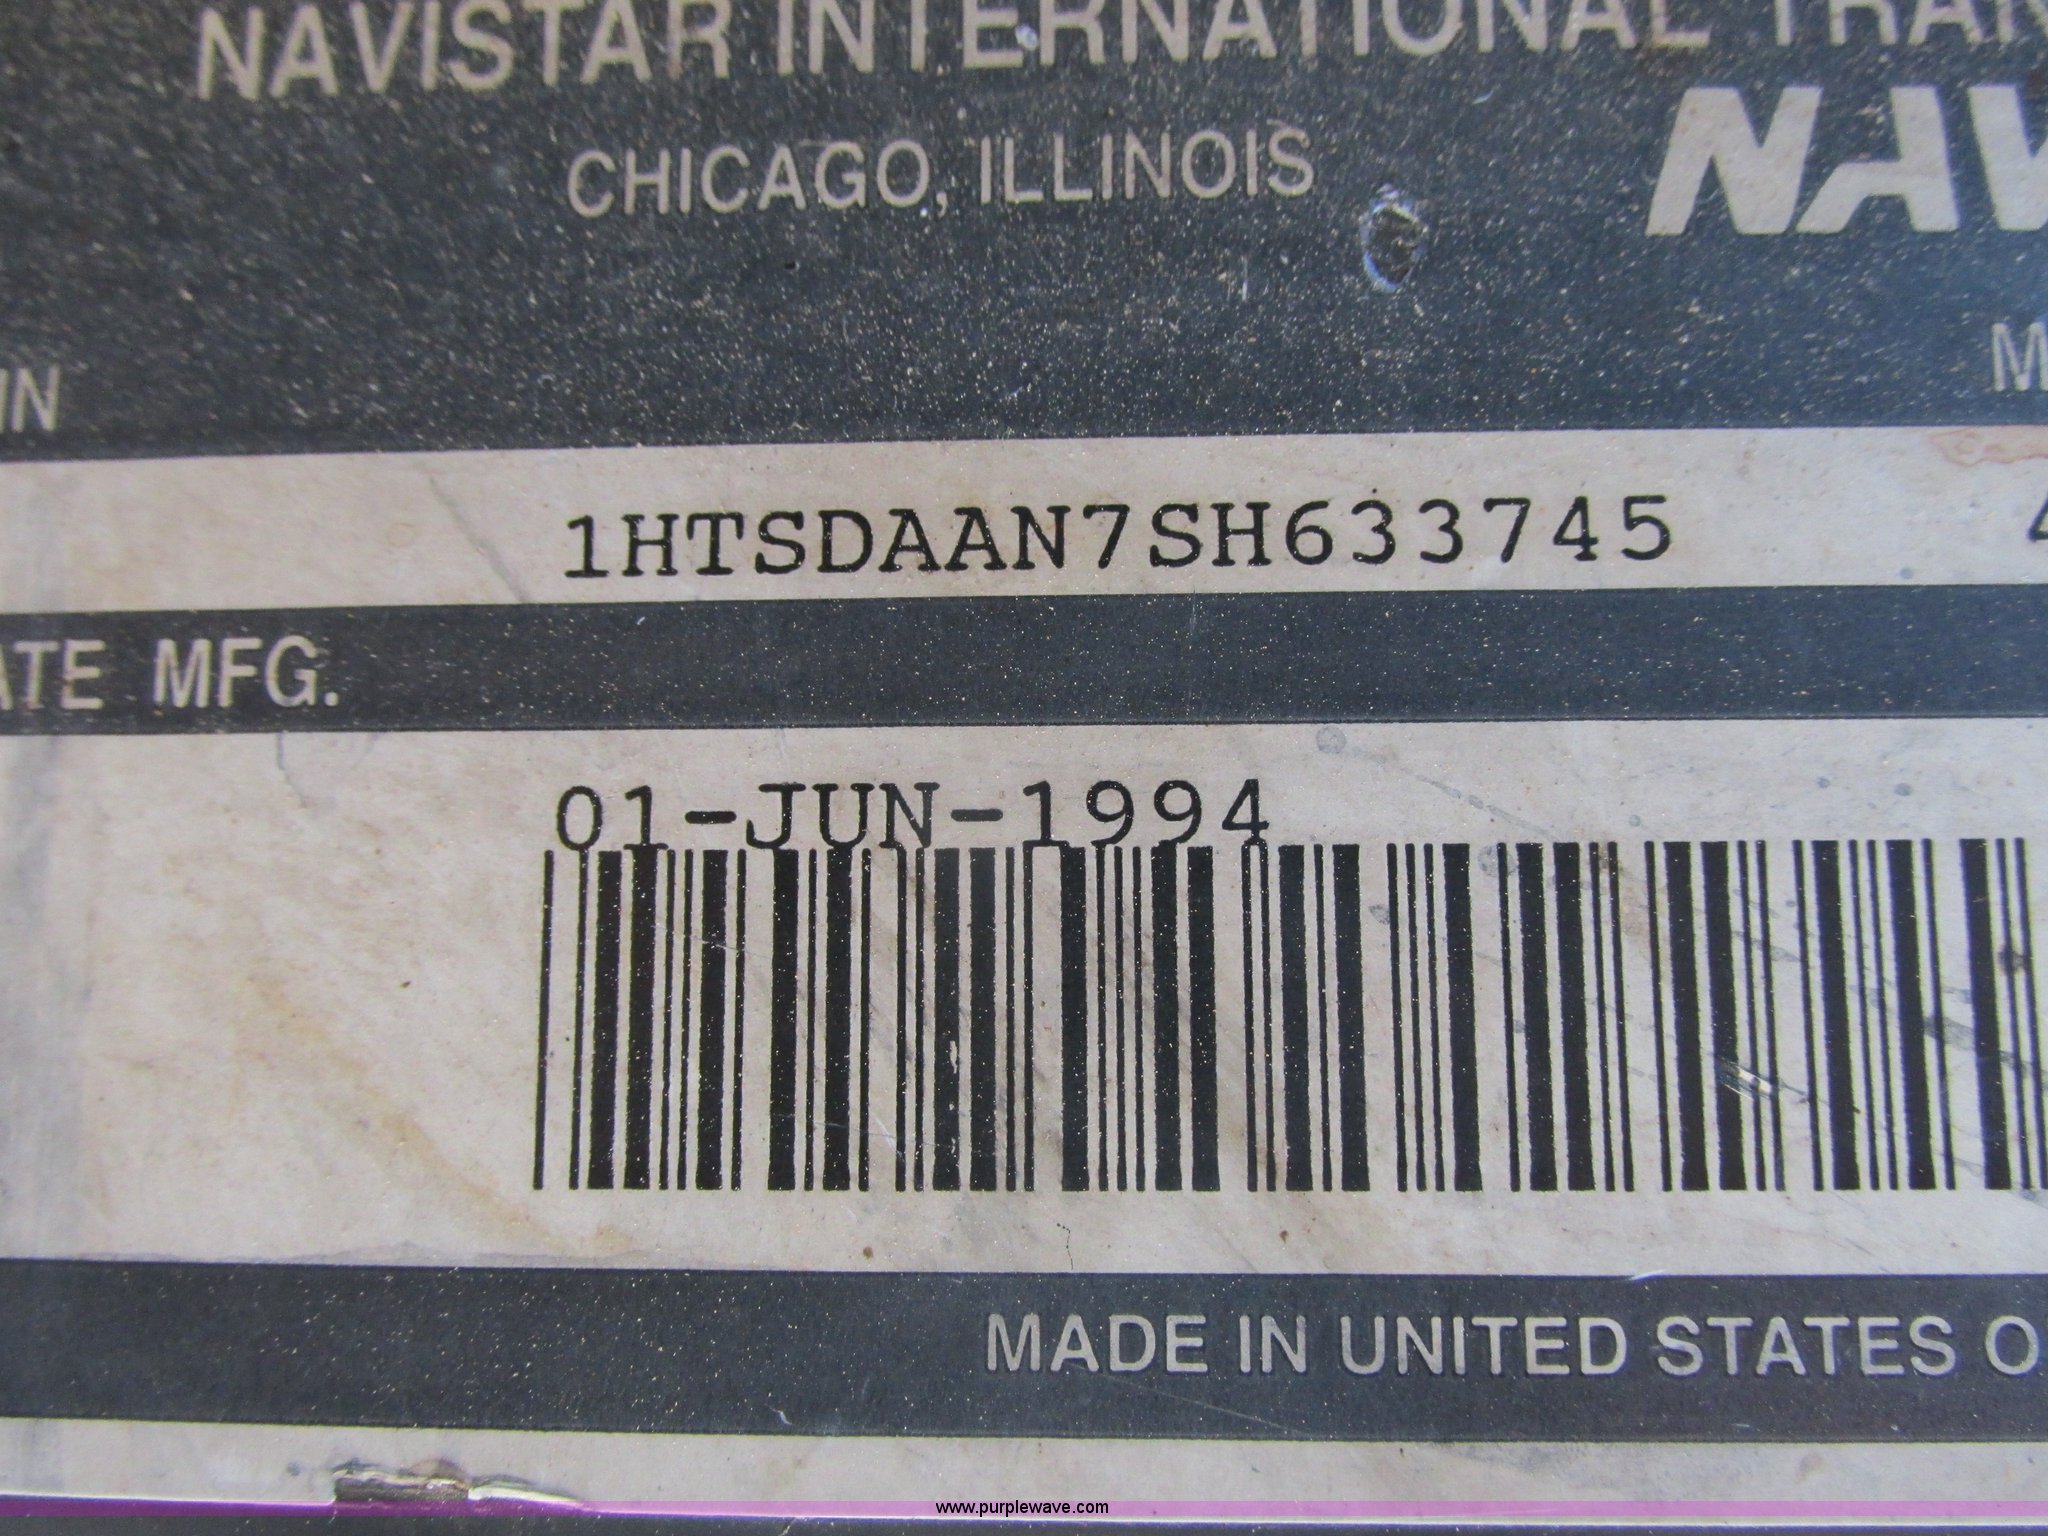 NAVISTAR INTERNATIONAL TRAN
CHICAGO, ILLINOIS
NAV
IN
M
1HTSDAAN7SH633745
4
ATE MFG.
01-JUN-1994
MADE IN UNITED STATES O
www.purplewave.com